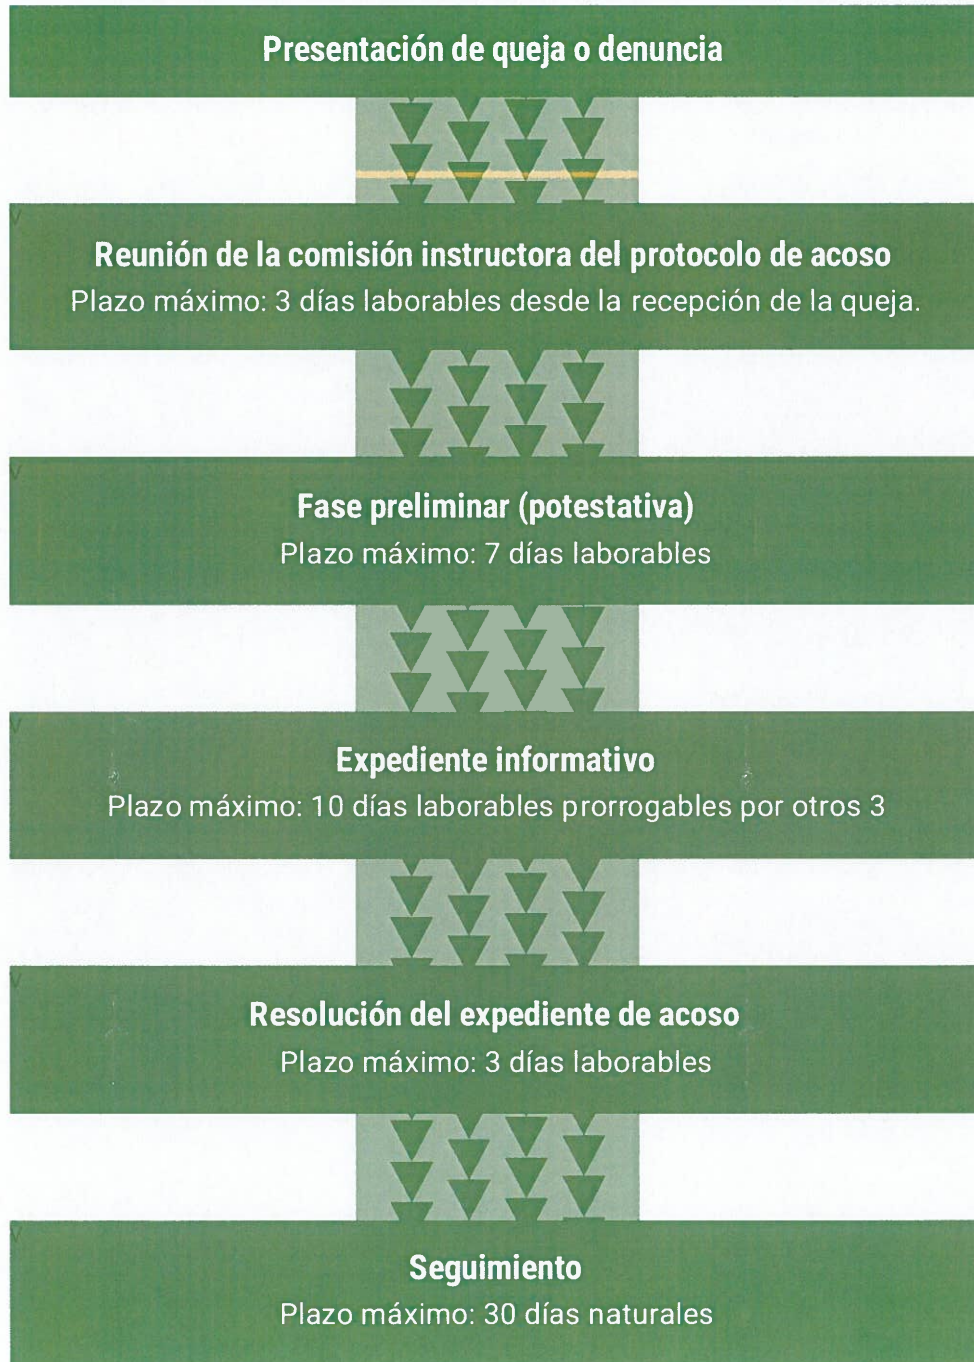 Presentación de queja o denuncia
Reunión de la comisión instructora del protocolo de acoso
Plazo máximo: 3 días laborables desde la recepción de la queja.
Fase preliminar (potestativa)
Plazo máximo: 7 días laborables
Expediente informativo
Plazo máximo: 10 días laborables prorrogables por otros 3
Resolución del expediente de acoso
Plazo máximo: 3 días laborables
Seguimiento
Plazo máximo: 30 días naturales